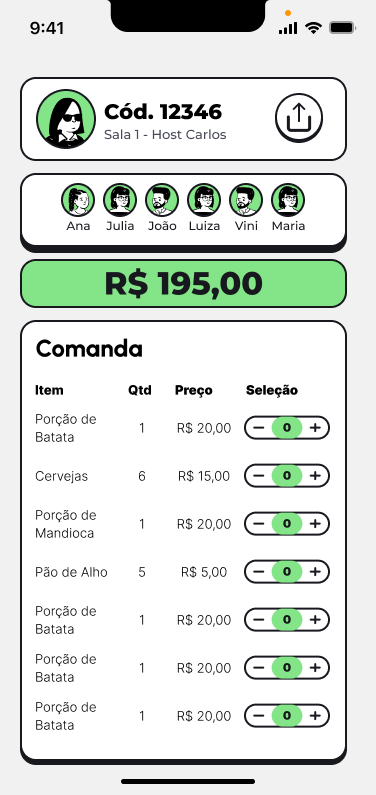 9:41
Cód. 12346
Sala 1 - Host Carlos
Ana Julia João Luiza Vini Maria
R$ 195,00
Comanda
Item Qtd Preço Seleção
Porção de
Batata 1 R$ 20,00 0
Cervejas 6 R$ 15,00 0
Porção de
Mandioca 1 R$ 20,00 0
Pão de Alho 5 R$ 5,00 0
Porção de
Batata 1 R$ 20,00 0
Porção de
Batata 1 R$ 20,00 0
Porção de
Batata 1 R$ 20,00 0